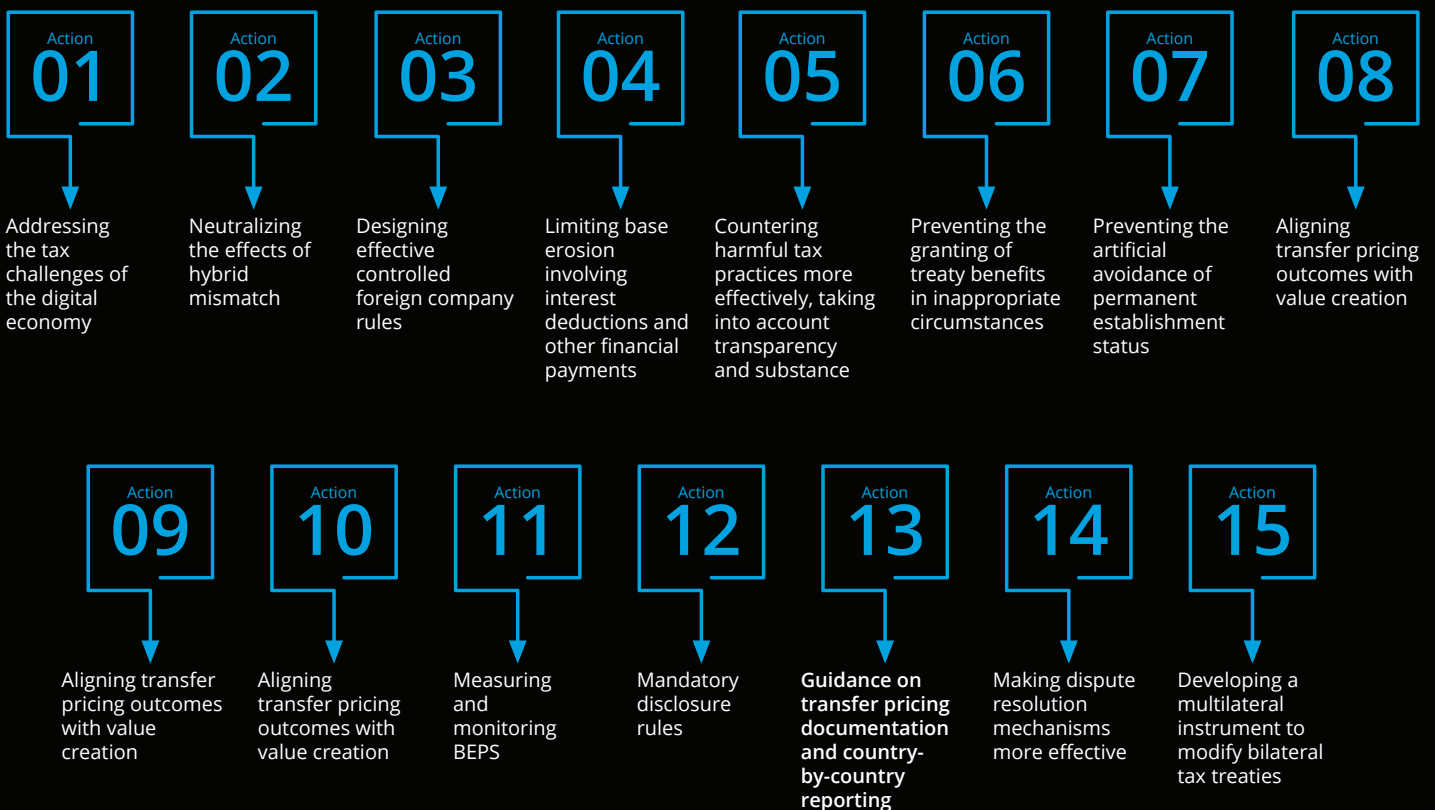 Action
01
Addressing
the tax
challenges of
the digital
economy
Action
02
Neutralizing
the effects of
hybrid
mismatch
Action
03
Designing
effective
controlled
foreign company
rules
Action
04
Limiting base
erosion
involving
interest
deductions and
other financial
payments
Action
05
Countering
harmful tax
practices more
effectively, taking
into account
transparency
and substance
Action
06
Preventing the
granting of
treaty benefits
in inappropriate
circumstances
Action
07
Preventing the
artificial
avoidance of
permanent
establishment
status
Action
08
Aligning
transfer pricing
outcomes with
value creation
Action
09
Aligning transfer
pricing outcomes
with value
creation
Action
10
Aligning
transfer pricing
outcomes with
value creation
Action
11
Measuring
and
monitoring
BEPS
Action
12
Mandatory
disclosure
rules
Action
13
Guidance on
transfer pricing
documentation
and country-
by-country
reporting
Action
14
Making dispute
resolution
mechanisms
more effective
Action
15
Developing a
multilateral
instrument to
modify bilateral
tax treaties